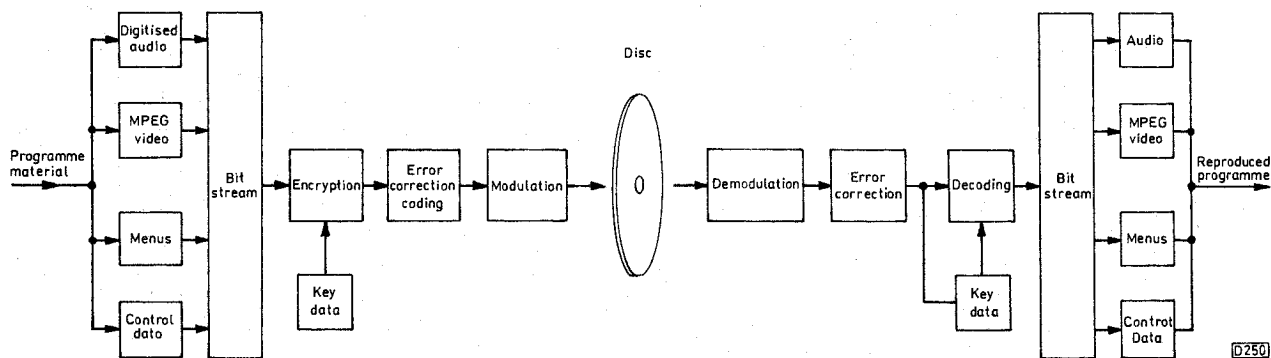 Programme
material
Digitised
audio
MPEG
video
Menus
Control
data
Bit
stream
Encryption
Key
data
Error
correction
coding
Modulation
Disc
Demodulation
Error
correction
Decoding
Key
data
Bit
stream
Audio
MPEG
video
Menus
Control
Data
Reproduced
programme
D250